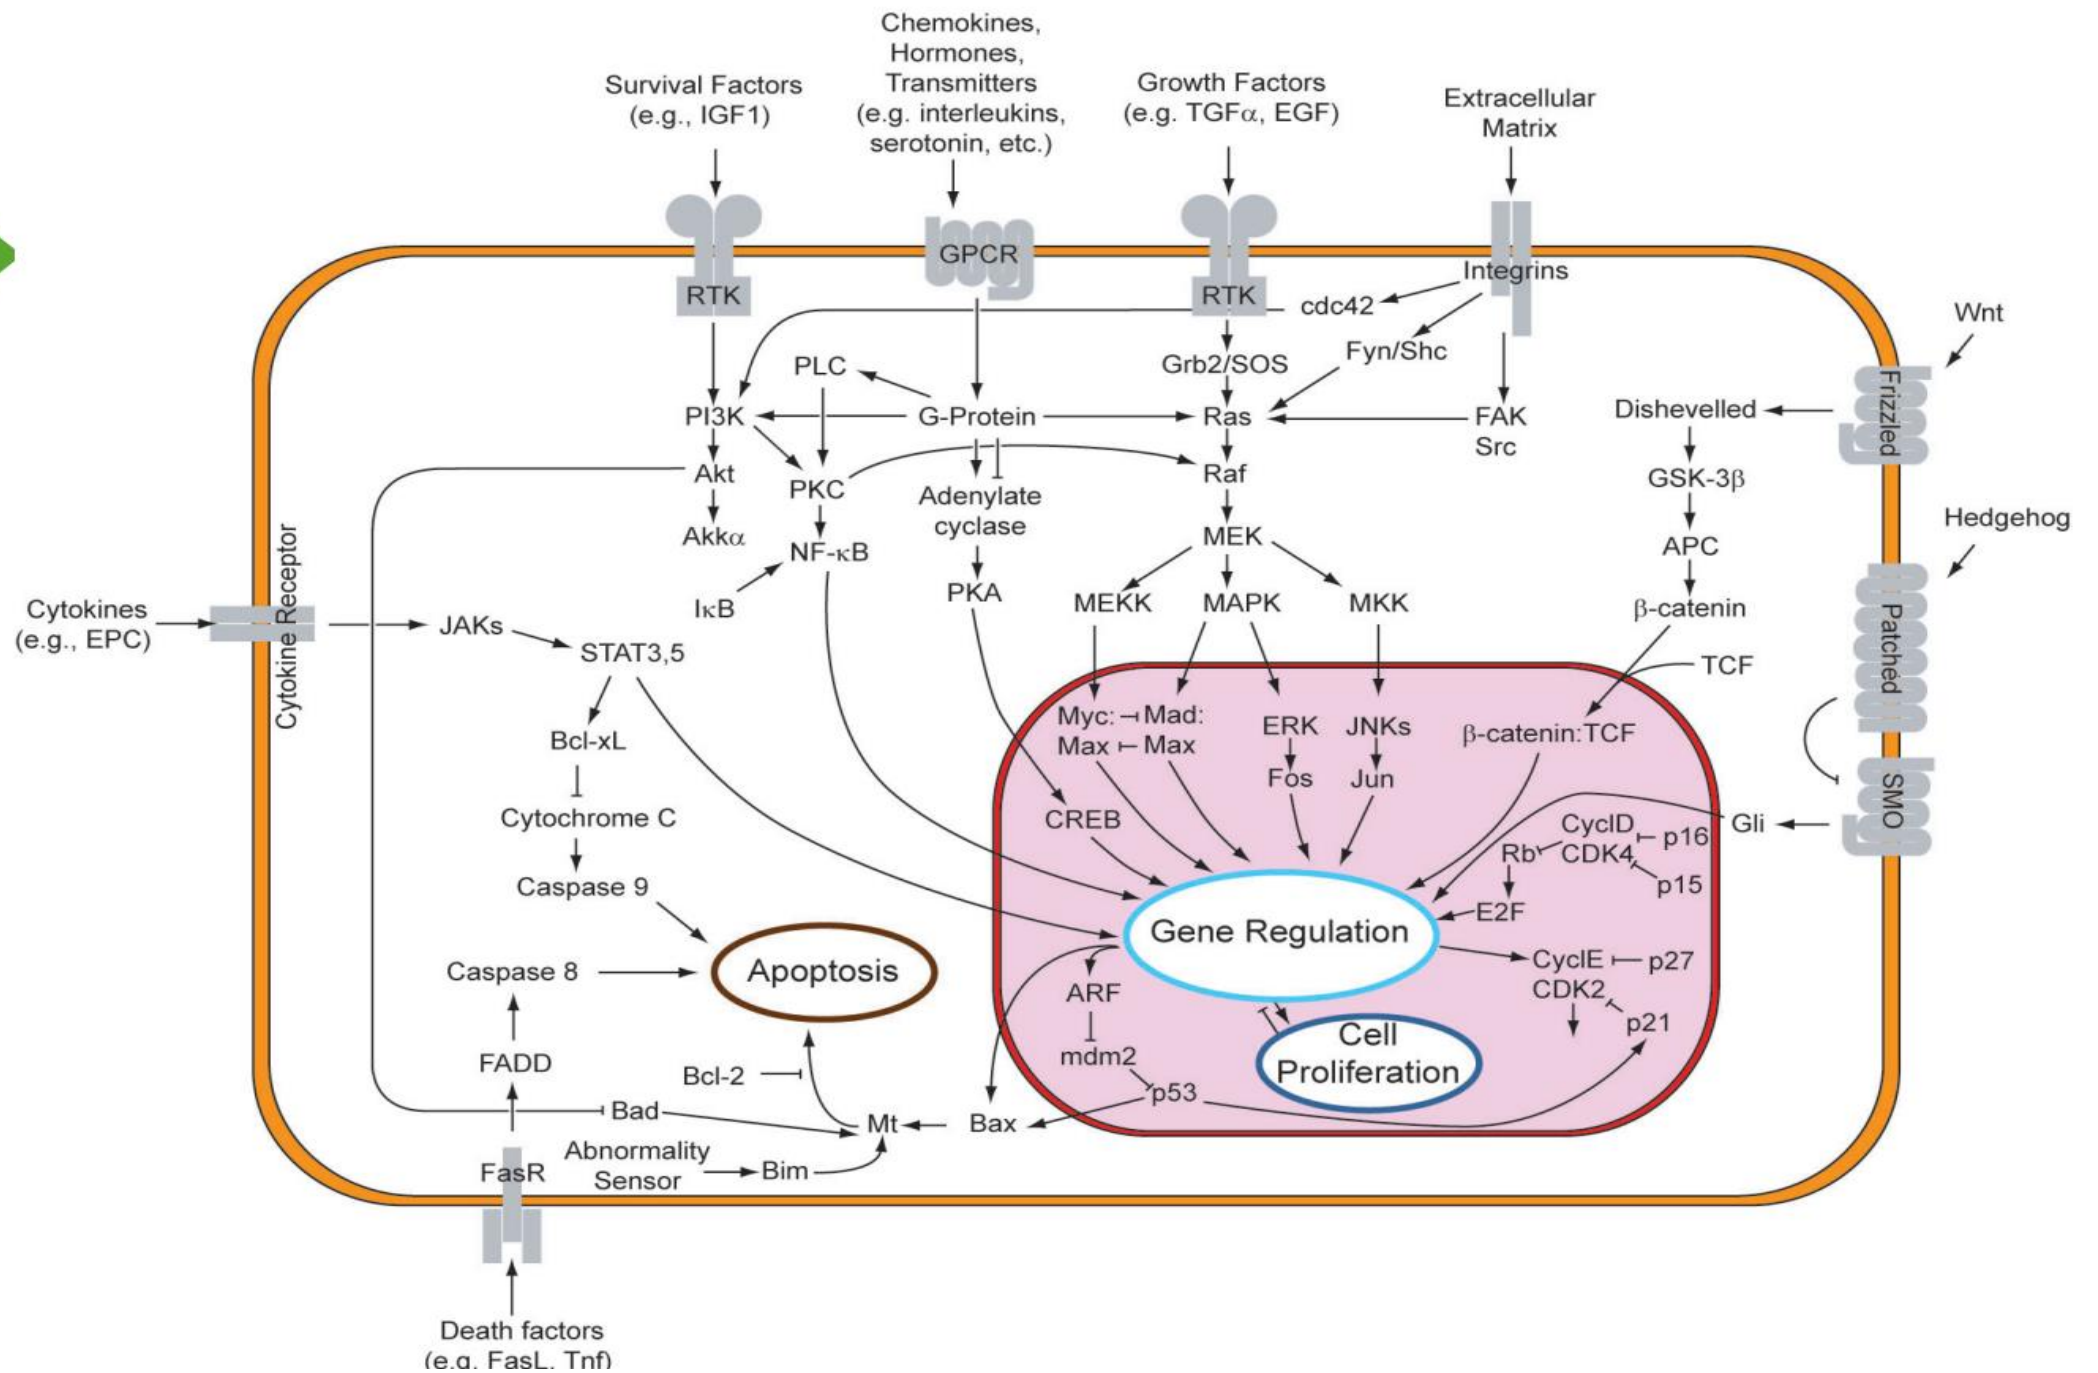 Chemokines,
Hormones,
Transmitters
(e.g. interleukins,
serotonin, etc.)
Survival Factors
(e.g., IGF1)
Growth Factors
(e.g. TGFα, EGF)
Extracellular
Matrix
RTK
GPCR
RTK
Integrins
cdc42
Wnt
Grb2/SOS
Fyn/Shc
PLC
Frizzled
PI3K
G-Protein
Ras
FAK
Src
Dishevelled
Akt
PKC
Raf
GSK-3β
Adenylate
cyclase
Hedgehog
Akkα
NF-κB
MEK
APC
Cytokine Receptor
Cytokines
(e.g., EPC)
JAKs
IκB
PKA
MEKK
MAPK
MKK
β-catenin
Patched
STAT3,5
TCF
Myc:
Max
Mad:
Max
ERK
JNKs
β-catenin:TCF
Bcl-xL
Fos
Jun
SMO
Cytochrome C
CREB
Gli
CyclD
CDK4
p16
Rb
p15
Caspase 9
E2F
Gene Regulation
Caspase 8
Apoptosis
CyclE
CDK2
p27
ARF
p21
Cell
Proliferation
FADD
Bcl-2
mdm2
p53
Bad
Mt
Bax
Abnormality
Sensor
Bim
FasR
Death factors
(e.g. FasL, Tnf)